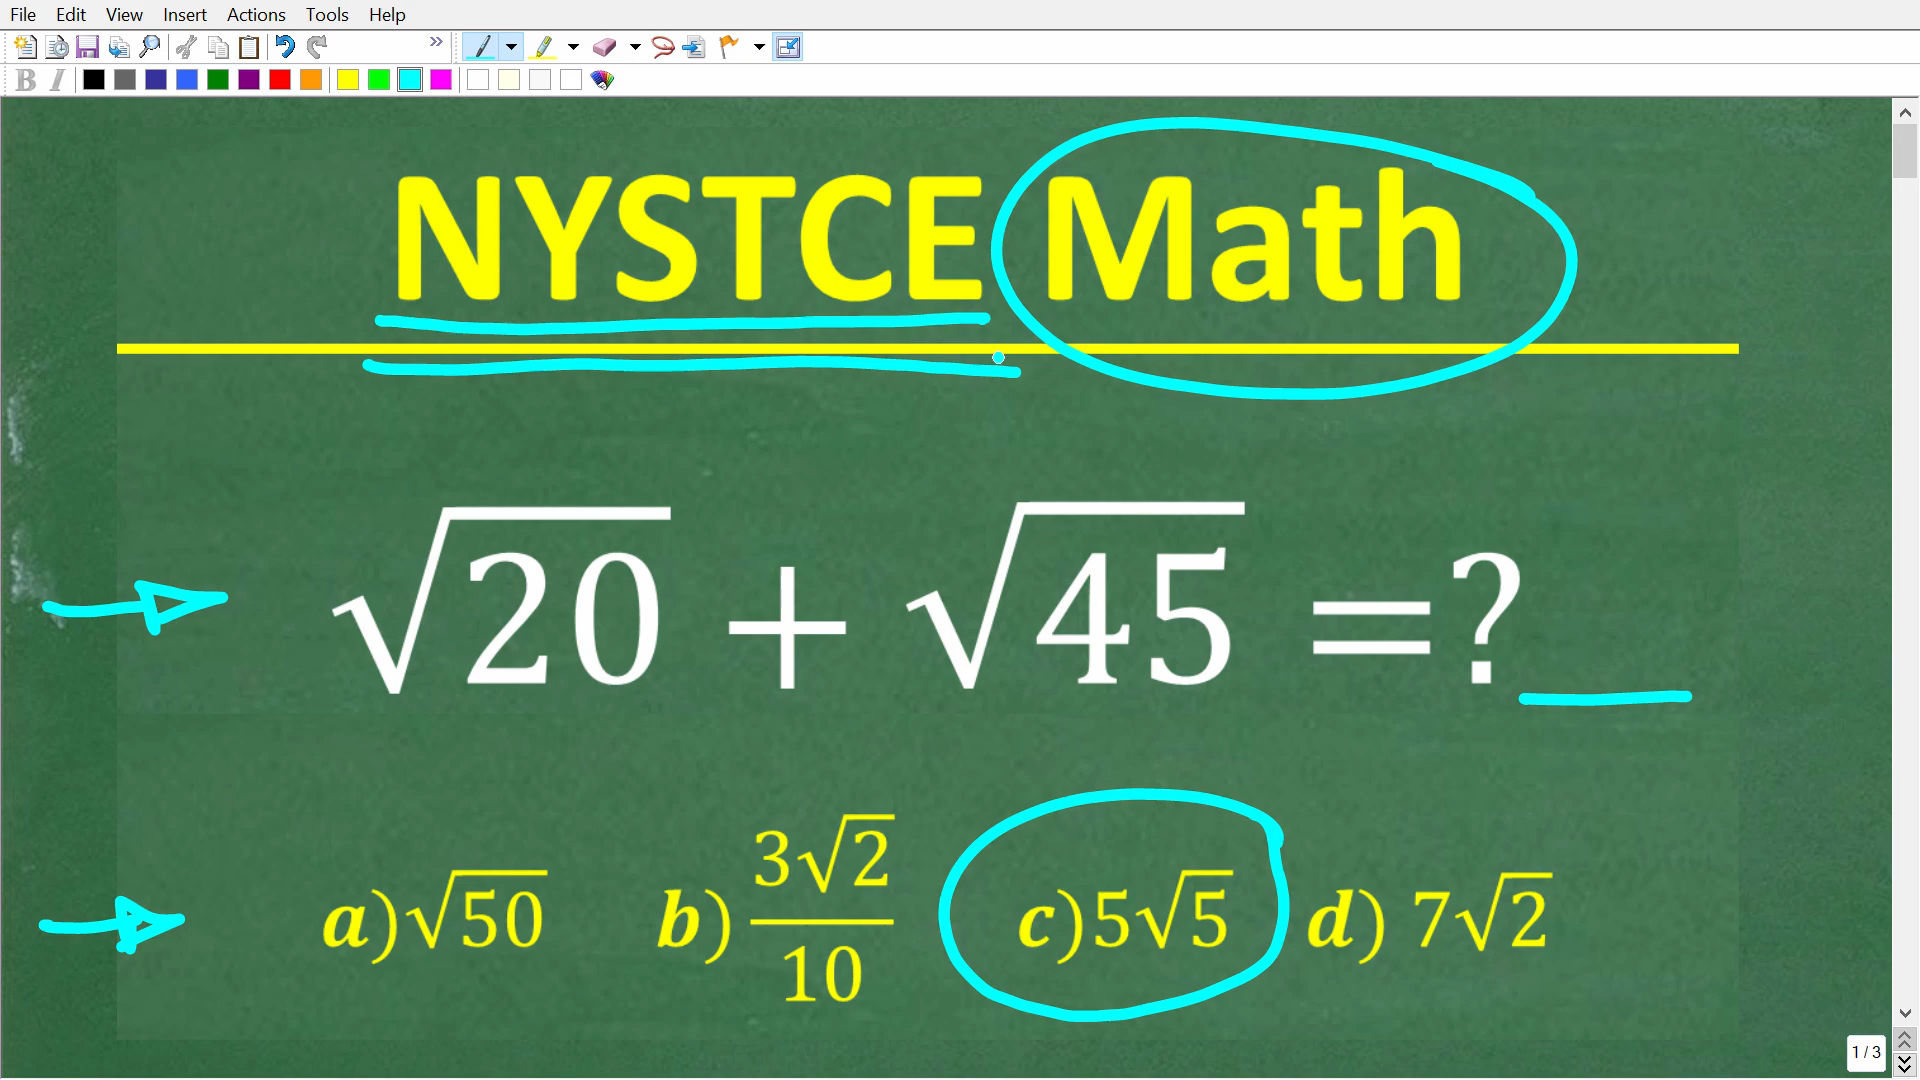 File Edit View Insert Actions Tools Help
B I
NYSTCE Math
√20 + √45 =?
a)√50 b) 3√2/10 c)5√5 d) 7√2
1 / 3